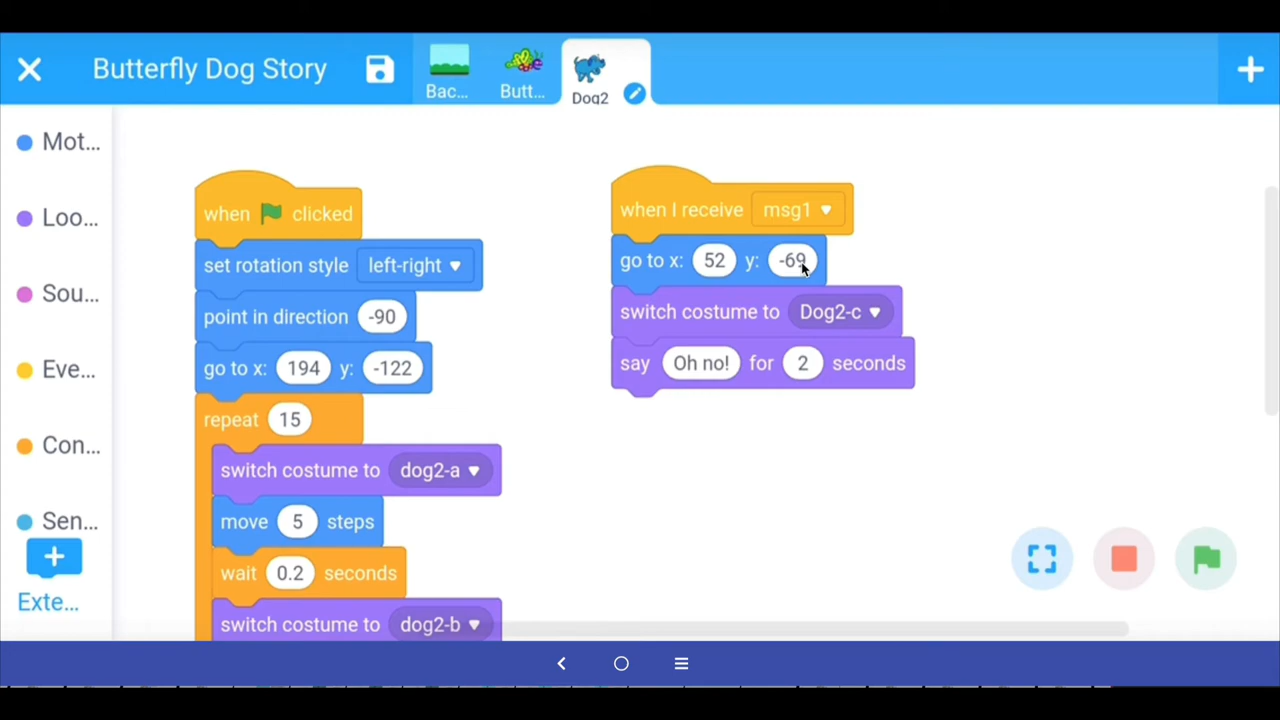 Butterfly Dog Story
Bac...
Butt...
Dog2
Mot...
Loo...
Sou...
Eve...
Con...
Sen...
Exte...
when clicked
set rotation style left-right
point in direction -90
go to x: 194 y: -122
repeat 15
switch costume to dog2-a
move 5 steps
wait 0.2 seconds
switch costume to dog2-b
when I receive msg1
go to x: 52 y: -69
switch costume to Dog2-c
say Oh no! for 2 seconds